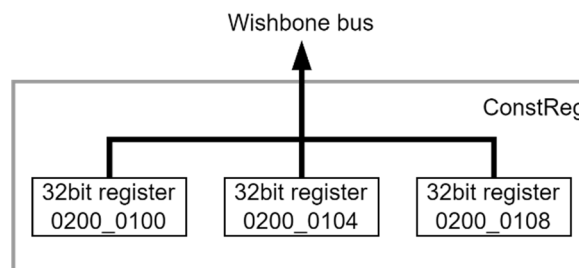 Wishbone bus
ConstReg
32bit register
0200_0100
32bit register
0200_0104
32bit register
0200_0108